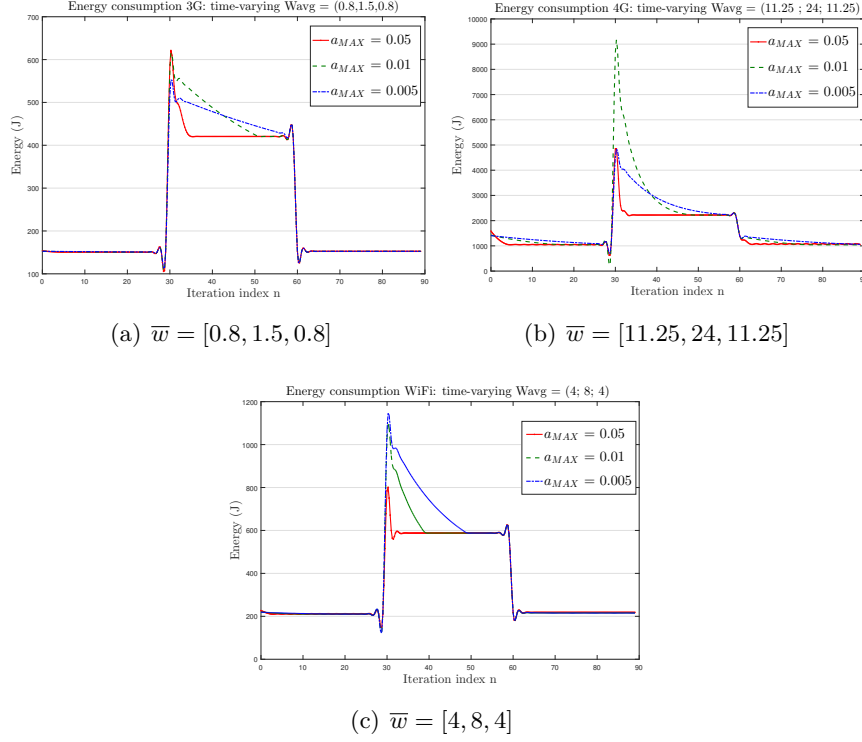 Energy consumption 3G: time-varying Wavg = (0.8,1.5,0.8)
700
600
500
400
300
200
100
Energy (J)
0 10 20 30 40 50 60 70 80 90
Iteration index n
a_MAX = 0.05
a_MAX = 0.01
a_MAX = 0.005
(a) w̅ = [0.8, 1.5, 0.8]
Energy consumption 4G: time-varying Wavg = (11.25 ; 24; 11.25)
10000
9000
8000
7000
6000
5000
4000
3000
2000
1000
0
Energy (J)
0 10 20 30 40 50 60 70 80 90
Iteration index n
a_MAX = 0.05
a_MAX = 0.01
a_MAX = 0.005
(b) w̅ = [11.25, 24, 11.25]
Energy consumption WiFi: time-varying Wavg = (4; 8; 4)
1200
1000
800
600
400
200
0
Energy (J)
0 10 20 30 40 50 60 70 80 90
Iteration index n
a_MAX = 0.05
a_MAX = 0.01
a_MAX = 0.005
(c) w̅ = [4, 8, 4]